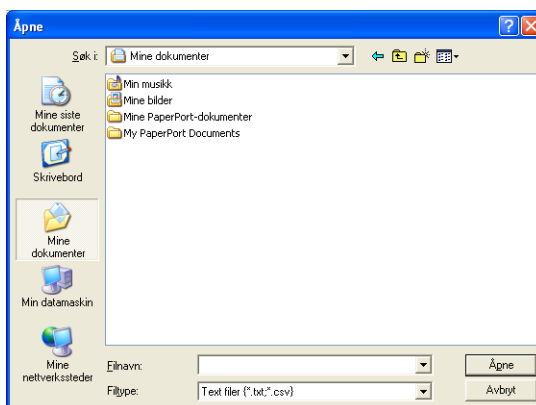 Åpne
Søk i:
Mine dokumenter
Mine siste
dokumenter
Skrivebord
Mine
dokumenter
Min datamaskin
Mine
nettverkssteder
Min musikk
Mine bilder
Mine PaperPort-dokumenter
My PaperPort Documents
Filnavn:
Åpne
Filtype:
Text filer (*.txt;*.csv)
Avbryt